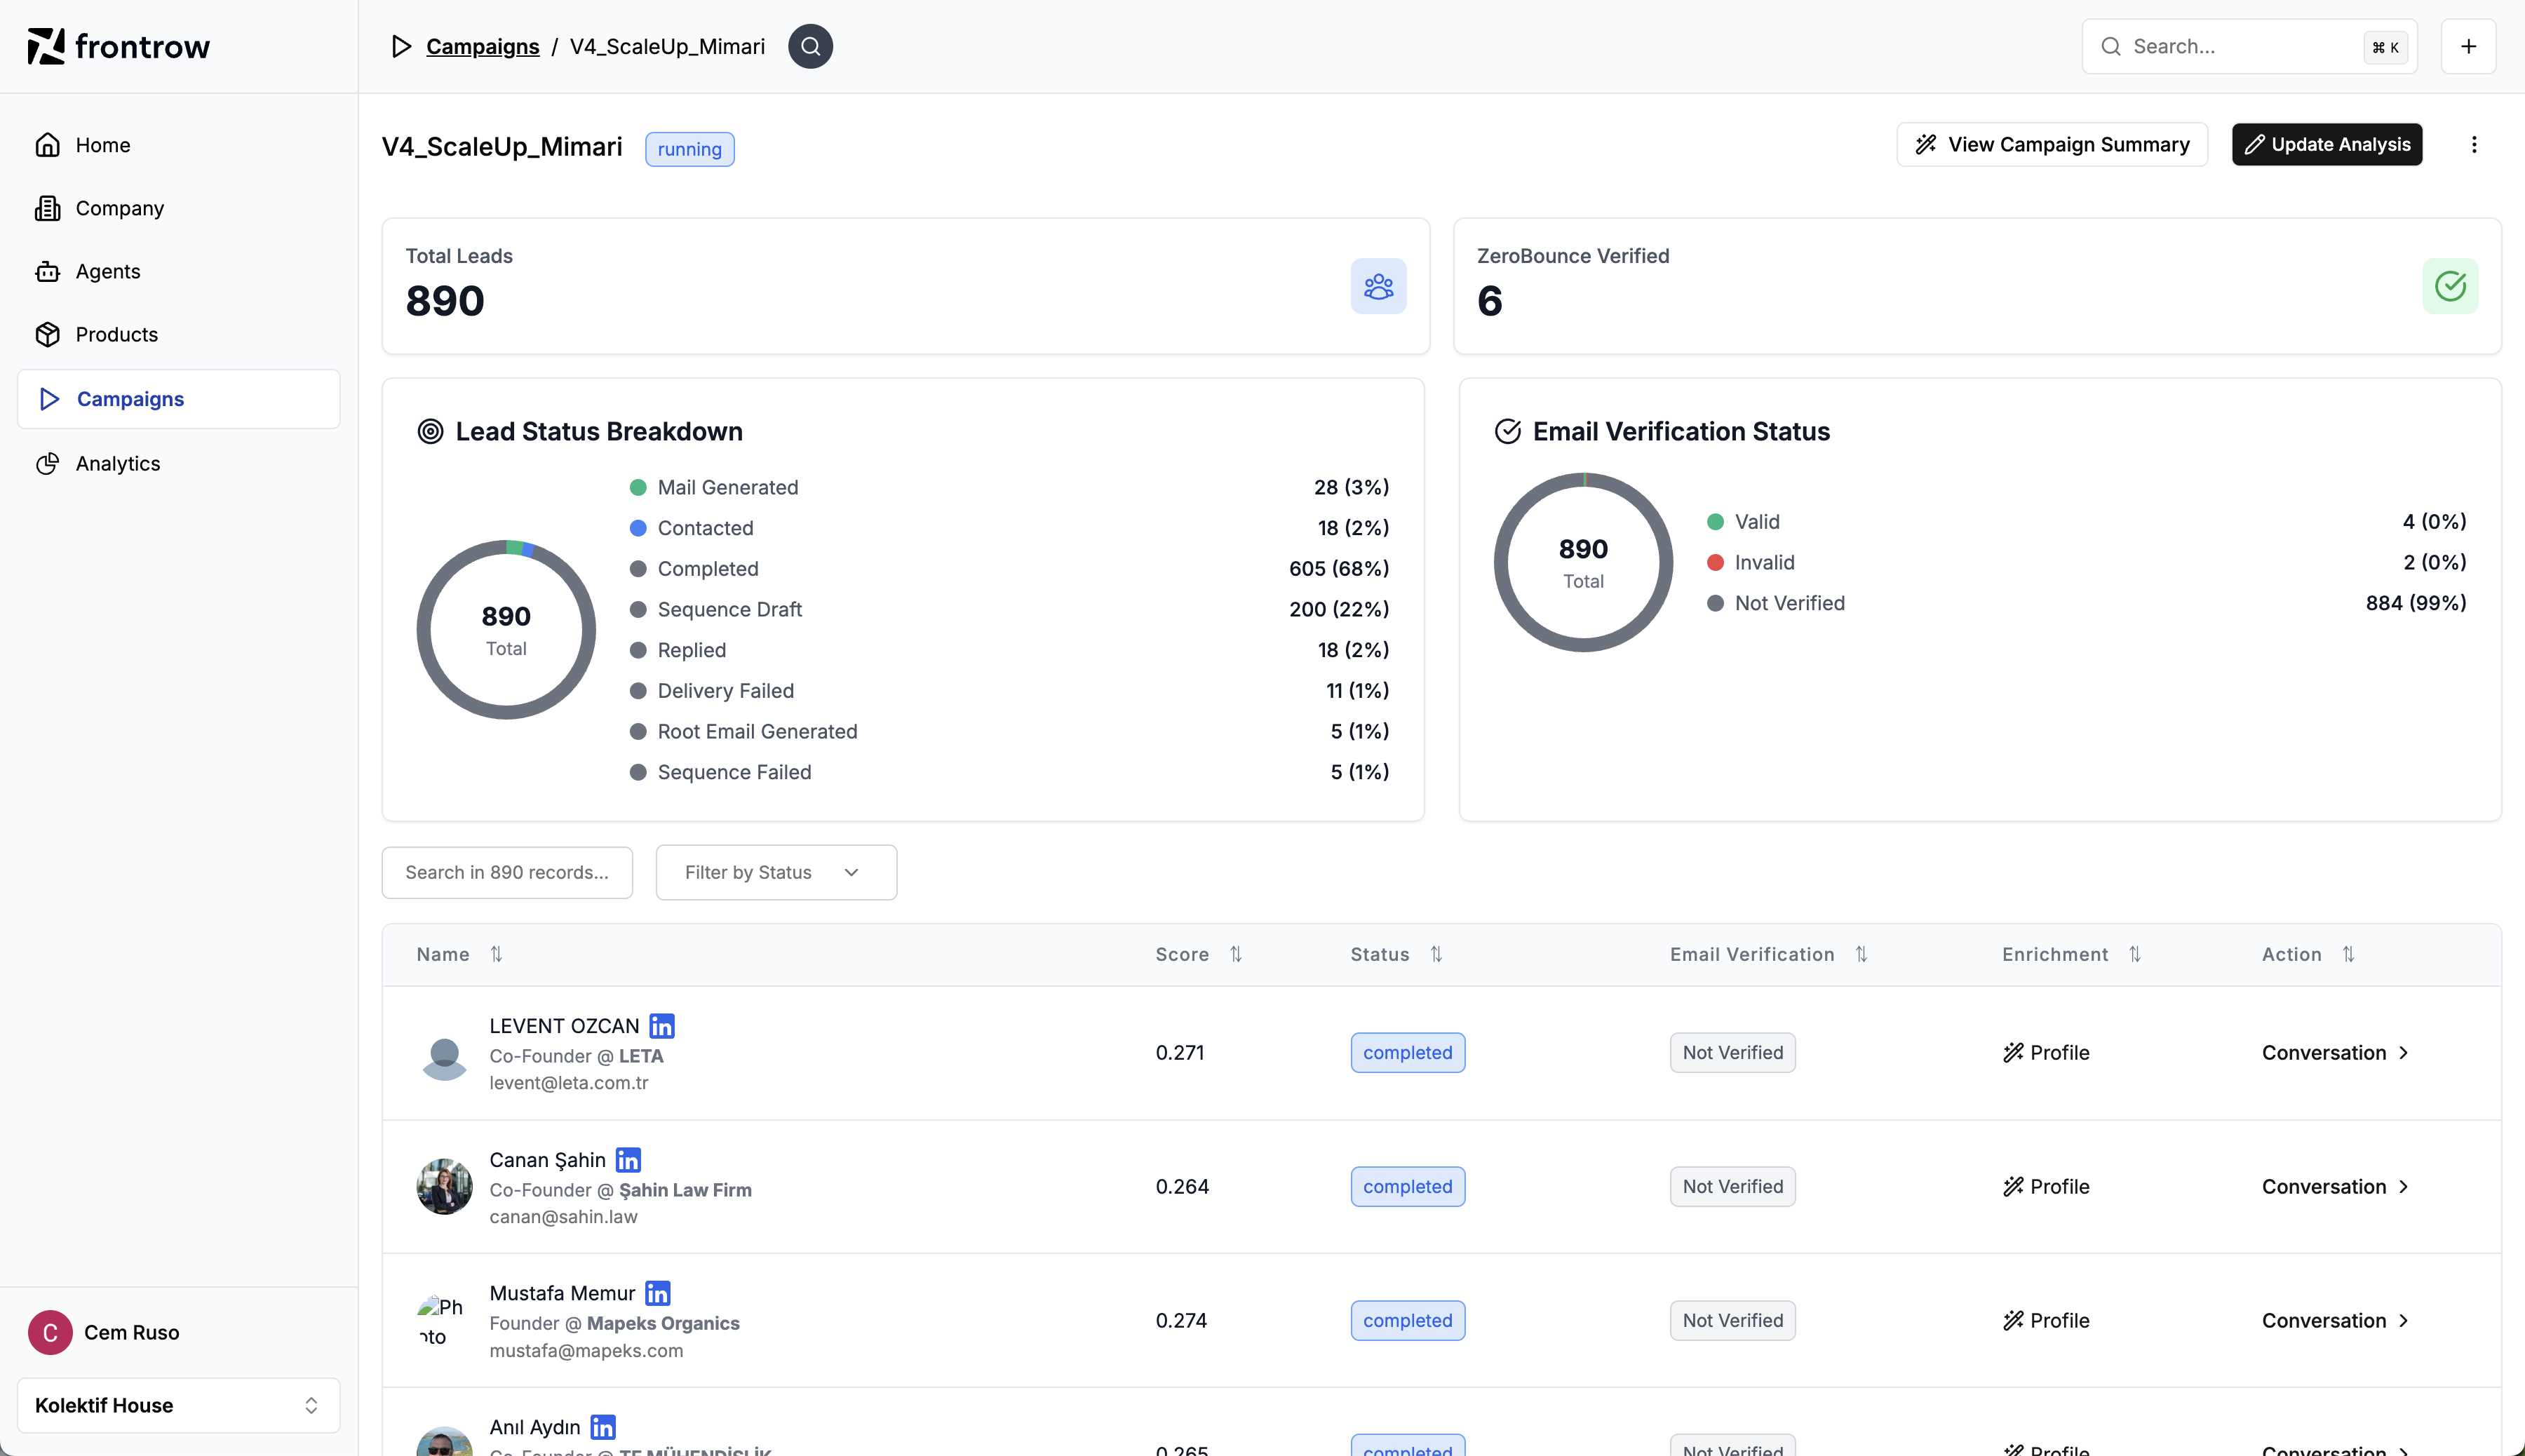 frontrow
Campaigns / V4_ScaleUp_Mimari
Search...
⌘ K
Home
Company
Agents
Products
Campaigns
Analytics
V4_ScaleUp_Mimari
running
View Campaign Summary
Update Analysis
Total Leads
890
ZeroBounce Verified
6
Lead Status Breakdown
890
Total
Mail Generated 28 (3%)
Contacted 18 (2%)
Completed 605 (68%)
Sequence Draft 200 (22%)
Replied 18 (2%)
Delivery Failed 11 (1%)
Root Email Generated 5 (1%)
Sequence Failed 5 (1%)
Email Verification Status
890
Total
Valid 4 (0%)
Invalid 2 (0%)
Not Verified 884 (99%)
Search in 890 records...
Filter by Status
Name Score Status Email Verification Enrichment Action
LEVENT OZCAN
Co-Founder @ LETA
levent@leta.com.tr
0.271 completed Not Verified Profile Conversation
Canan Şahin
Co-Founder @ Şahin Law Firm
canan@sahin.law
0.264 completed Not Verified Profile Conversation
Ph
oto
Mustafa Memur
Founder @ Mapeks Organics
mustafa@mapeks.com
0.274 completed Not Verified Profile Conversation
Anıl Aydın
Co-Founder @ TE MÜHENDİSLİK
0.265 completed Not Verified Profile Conversation
C
Cem Ruso
Kolektif House